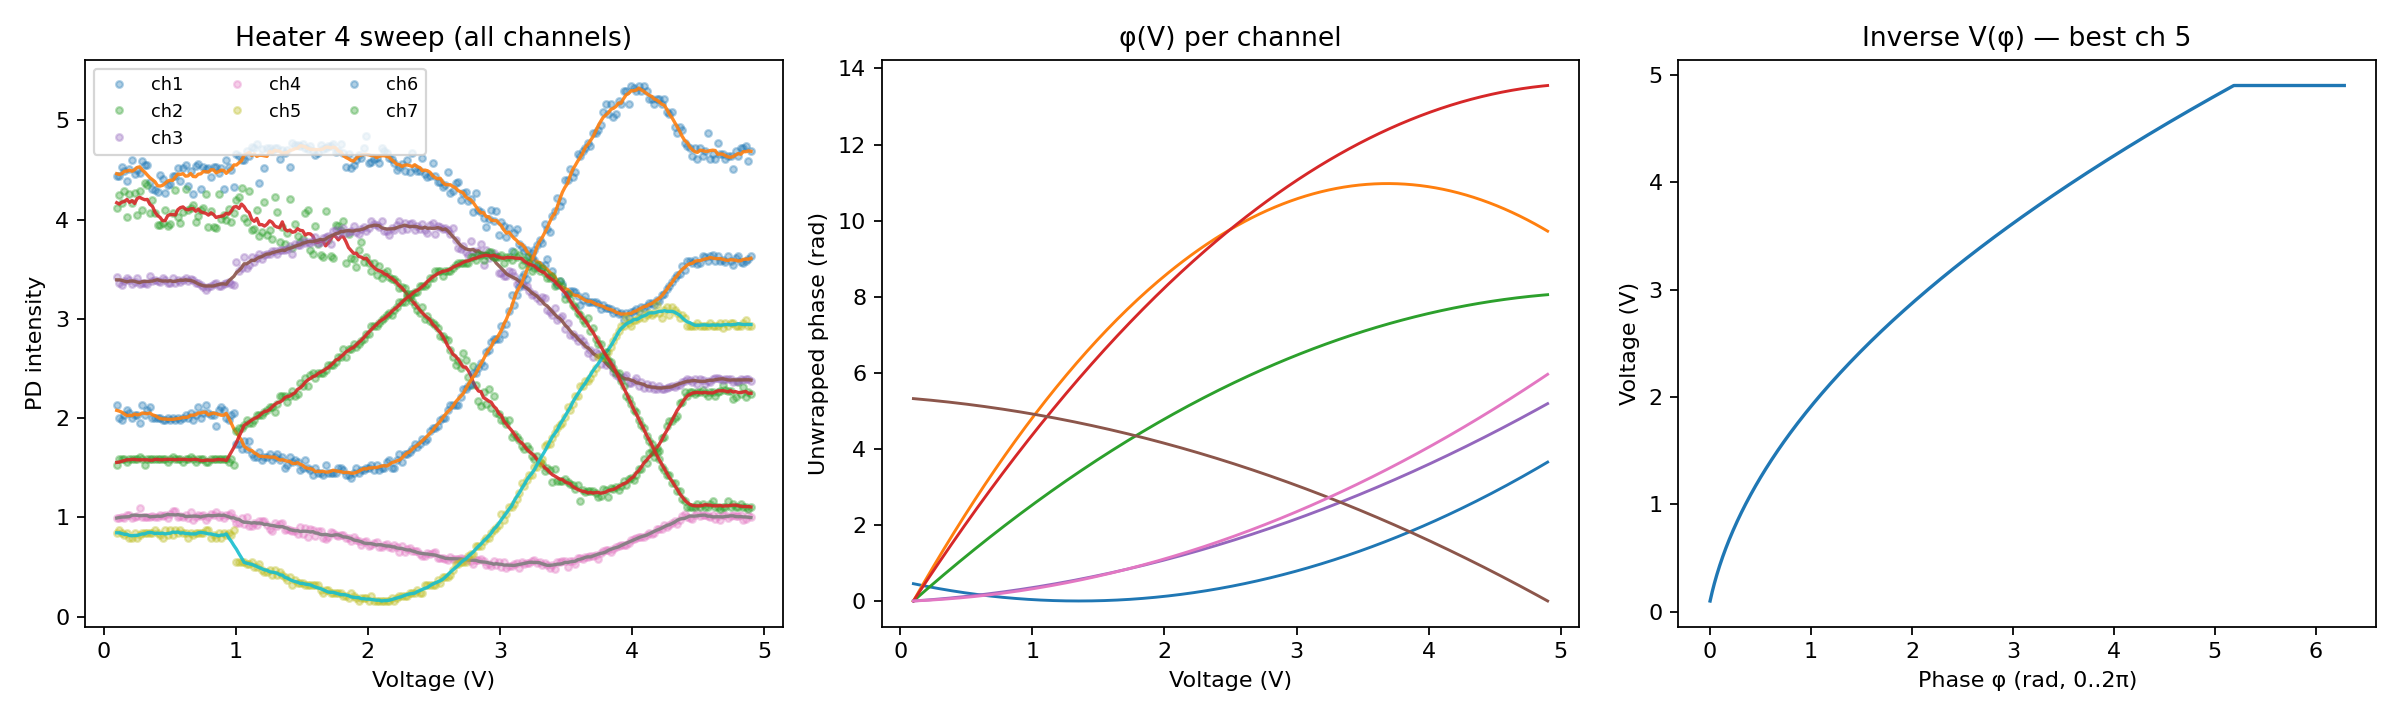 Heater 4 sweep (all channels)
ch1 ch4 ch6
ch2 ch5 ch7
ch3
PD intensity
5
4
3
2
1
0
0 1 2 3 4 5
Voltage (V)
φ(V) per channel
Unwrapped phase (rad)
14
12
10
8
6
4
2
0
0 1 2 3 4 5
Voltage (V)
Inverse V(φ) — best ch 5
Voltage (V)
5
4
3
2
1
0
0 1 2 3 4 5 6
Phase φ (rad, 0..2π)